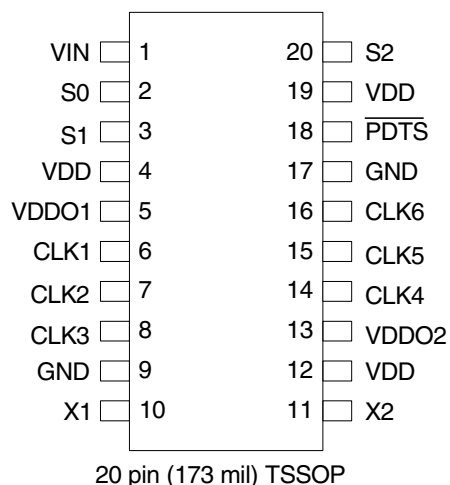 VIN 1 20 S2
S0 2 19 VDD
S1 3 18 PDTS
VDD 4 17 GND
VDDO1 5 16 CLK6
CLK1 6 15 CLK5
CLK2 7 14 CLK4
CLK3 8 13 VDDO2
GND 9 12 VDD
X1 10 11 X2
20 pin (173 mil) TSSOP